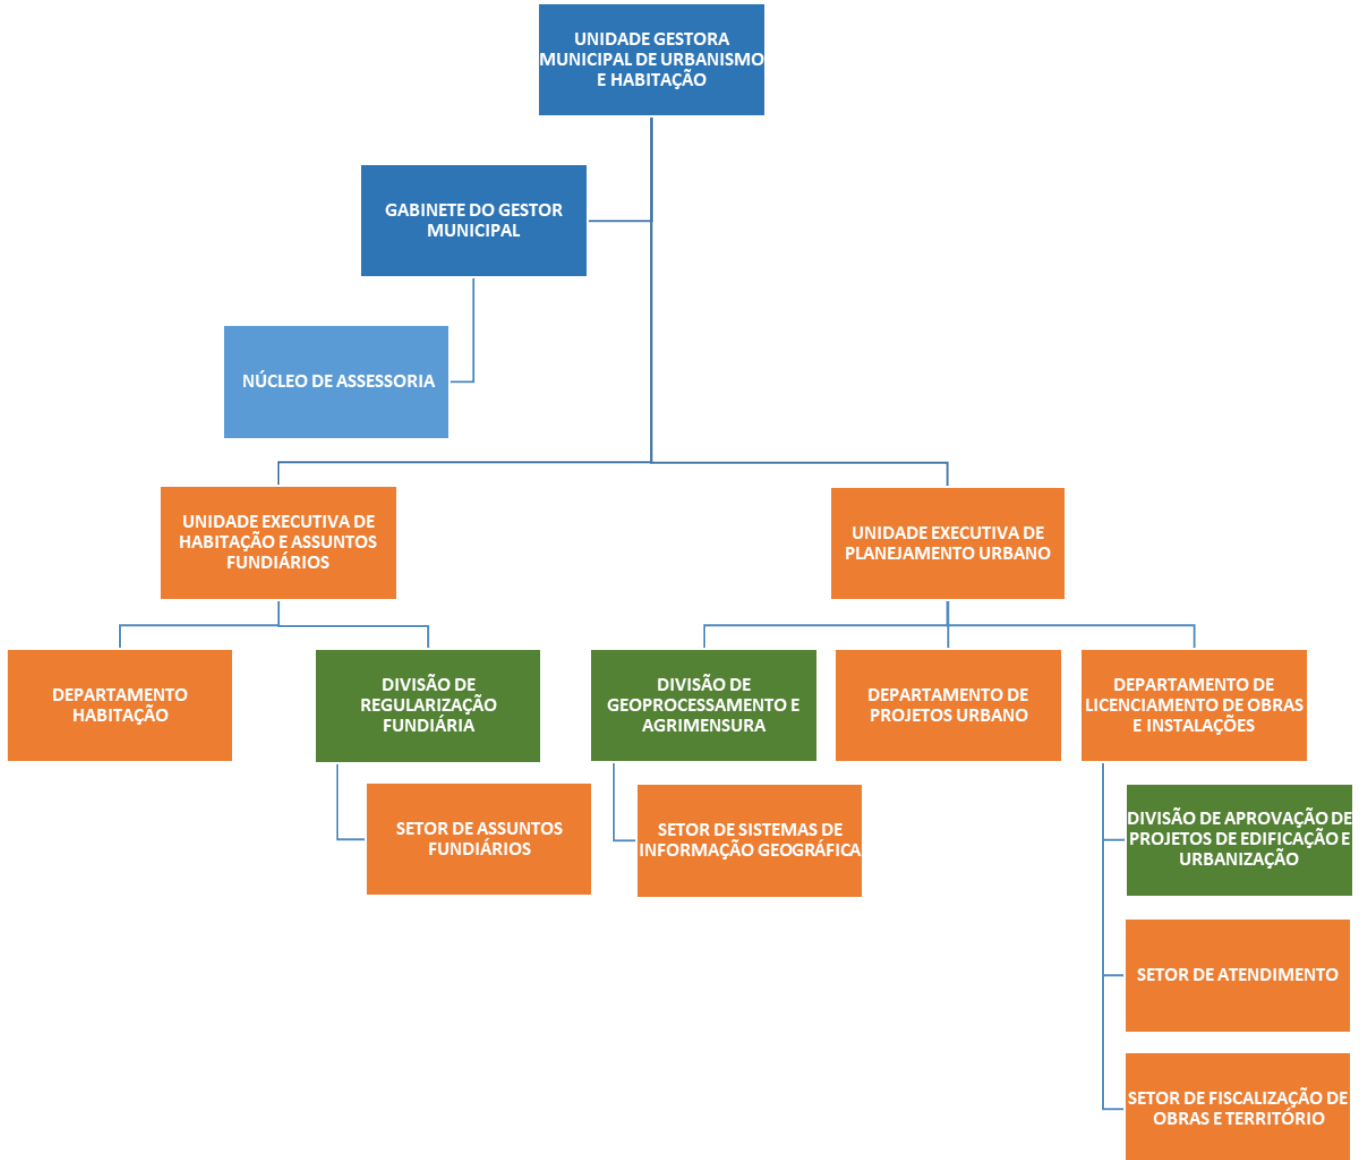 UNIDADE GESTORA
MUNICIPAL DE URBANISMO
E HABITAÇÃO
GABINETE DO GESTOR
MUNICIPAL
NÚCLEO DE ASSESSORIA
UNIDADE EXECUTIVA DE
HABITAÇÃO E ASSUNTOS
FUNDIÁRIOS
UNIDADE EXECUTIVA DE
PLANEJAMENTO URBANO
DEPARTAMENTO
HABITAÇÃO
DIVISÃO DE
REGULARIZAÇÃO
FUNDIÁRIA
DIVISÃO DE
GEOPROCESSAMENTO E
AGRIMENSURA
DEPARTAMENTO DE
PROJETOS URBANO
DEPARTAMENTO DE
LICENCIAMENTO DE OBRAS
E INSTALAÇÕES
SETOR DE ASSUNTOS
FUNDIÁRIOS
SETOR DE SISTEMAS DE
INFORMAÇÃO GEOGRÁFICA
DIVISÃO DE APROVAÇÃO DE
PROJETOS DE EDIFICAÇÃO E
URBANIZAÇÃO
SETOR DE ATENDIMENTO
SETOR DE FISCALIZAÇÃO DE
OBRAS E TERRITÓRIO